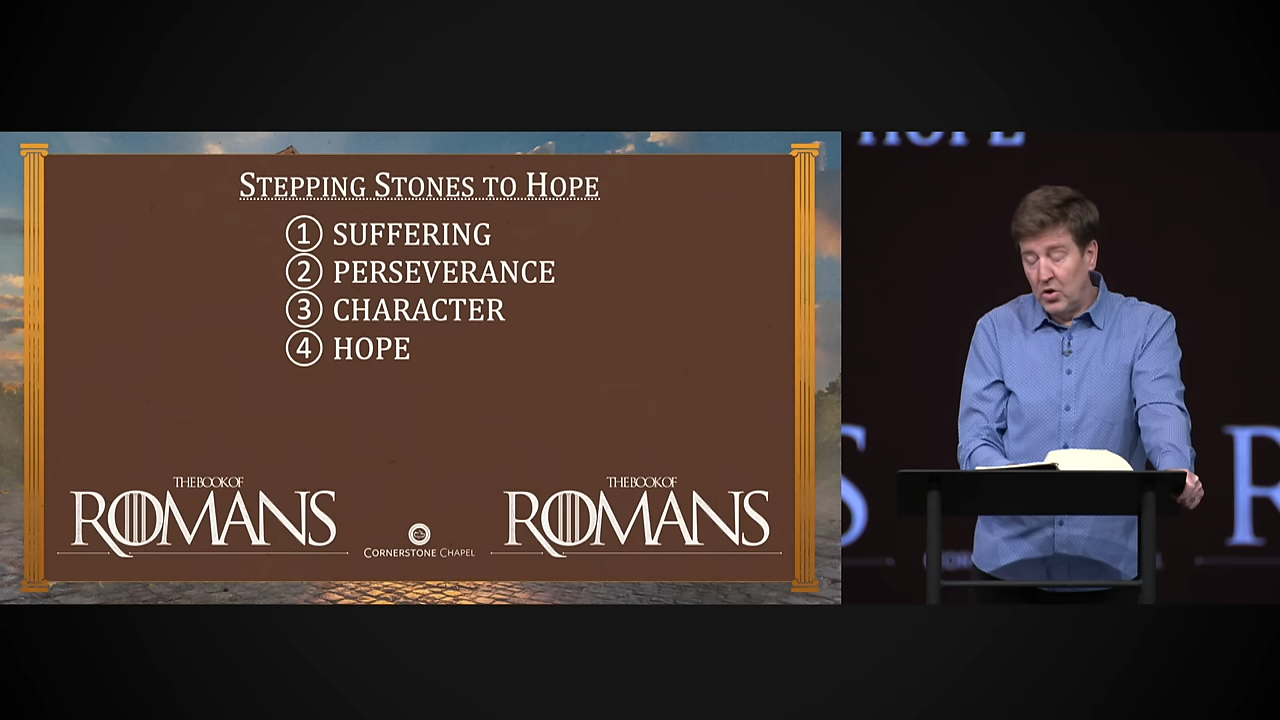 STEPPING STONES TO HOPE
① SUFFERING
② PERSEVERANCE
③ CHARACTER
④ HOPE
THE BOOK OF
ROMANS
CORNERSTONE CHAPEL
THE BOOK OF
ROMANS
HOPE
S
R